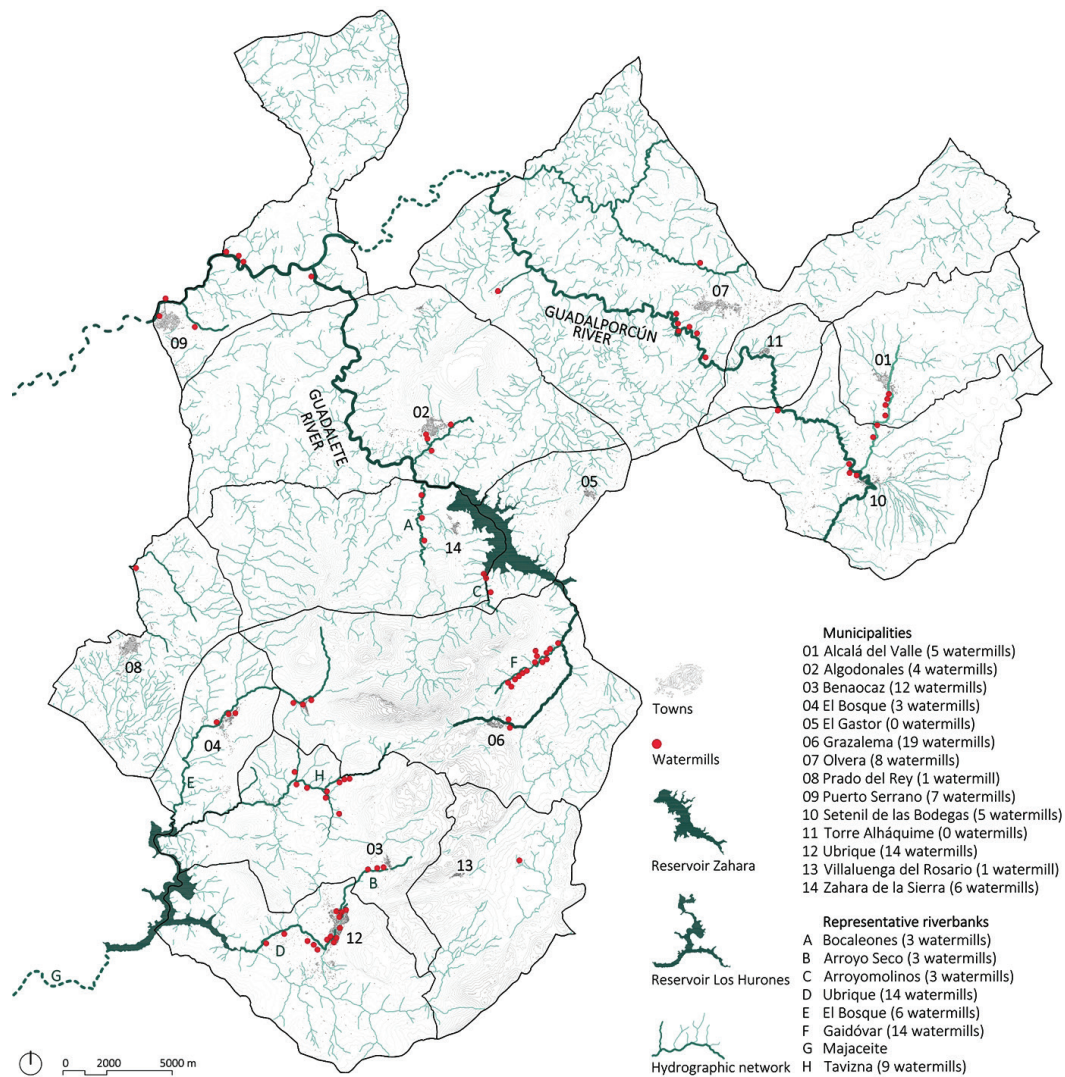 07
GUADALPORCÚN
RIVER
11
09
01
GUADALETE
RIVER
02
05
10
A
14
C
08
F
06
04
E
H
03
13
B
12
D
G
0 2000 5000 m
Towns
Watermills
Reservoir Zahara
Reservoir Los Hurones
Hydrographic network
Municipalities
01 Alcalá del Valle (5 watermills)
02 Algodonales (4 watermills)
03 Benaocaz (12 watermills)
04 El Bosque (3 watermills)
05 El Gastor (0 watermills)
06 Grazalema (19 watermills)
07 Olvera (8 watermills)
08 Prado del Rey (1 watermill)
09 Puerto Serrano (7 watermills)
10 Setenil de las Bodegas (5 watermills)
11 Torre Alháquime (0 watermills)
12 Ubrique (14 watermills)
13 Villaluenga del Rosario (1 watermill)
14 Zahara de la Sierra (6 watermills)
Representative riverbanks
A Bocaleones (3 watermills)
B Arroyo Seco (3 watermills)
C Arroyomolinos (3 watermills)
D Ubrique (14 watermills)
E El Bosque (6 watermills)
F Gaidóvar (14 watermills)
G Majaceite
H Tavizna (9 watermills)